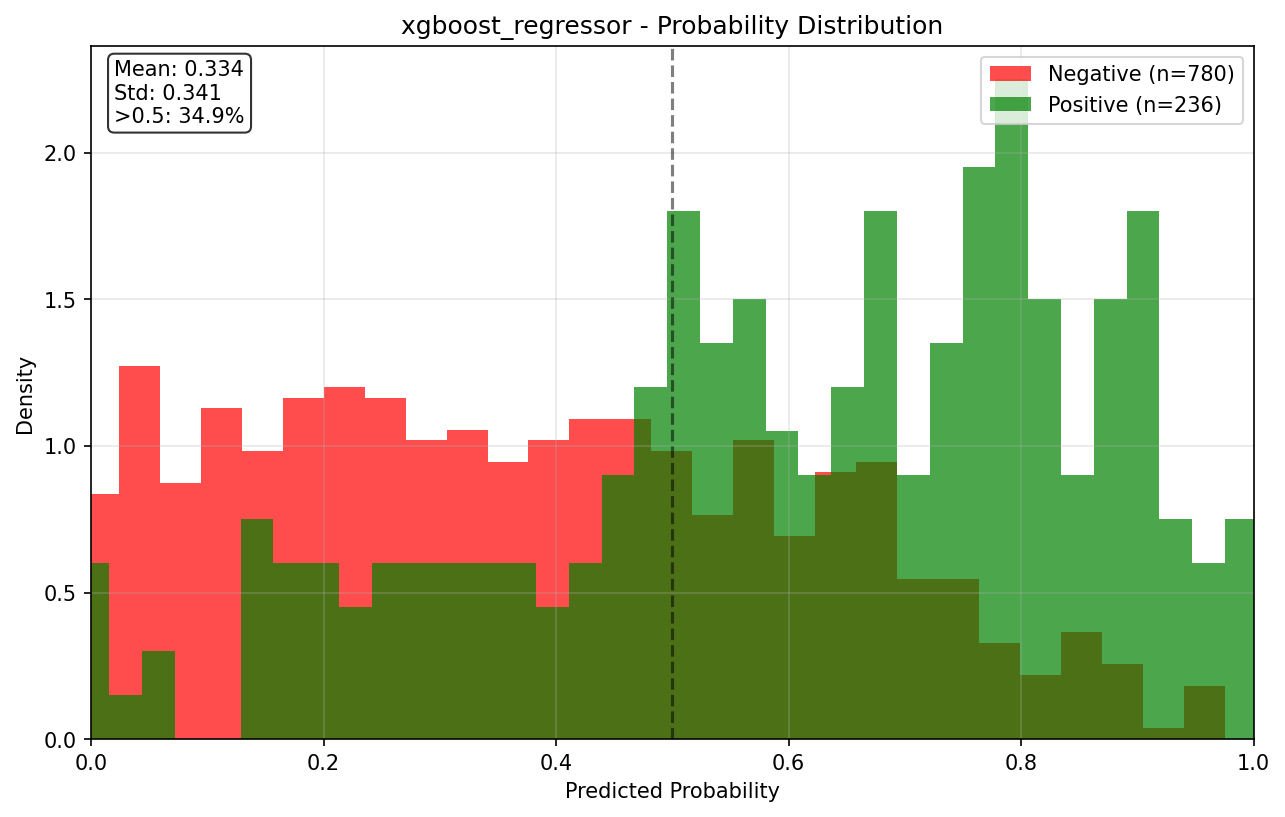 xgboost_regressor - Probability Distribution
Mean: 0.334
Std: 0.341
>0.5: 34.9%
Negative (n=780)
Positive (n=236)
Density
2.0
1.5
1.0
0.5
0.0
0.0 0.2 0.4 0.6 0.8 1.0
Predicted Probability